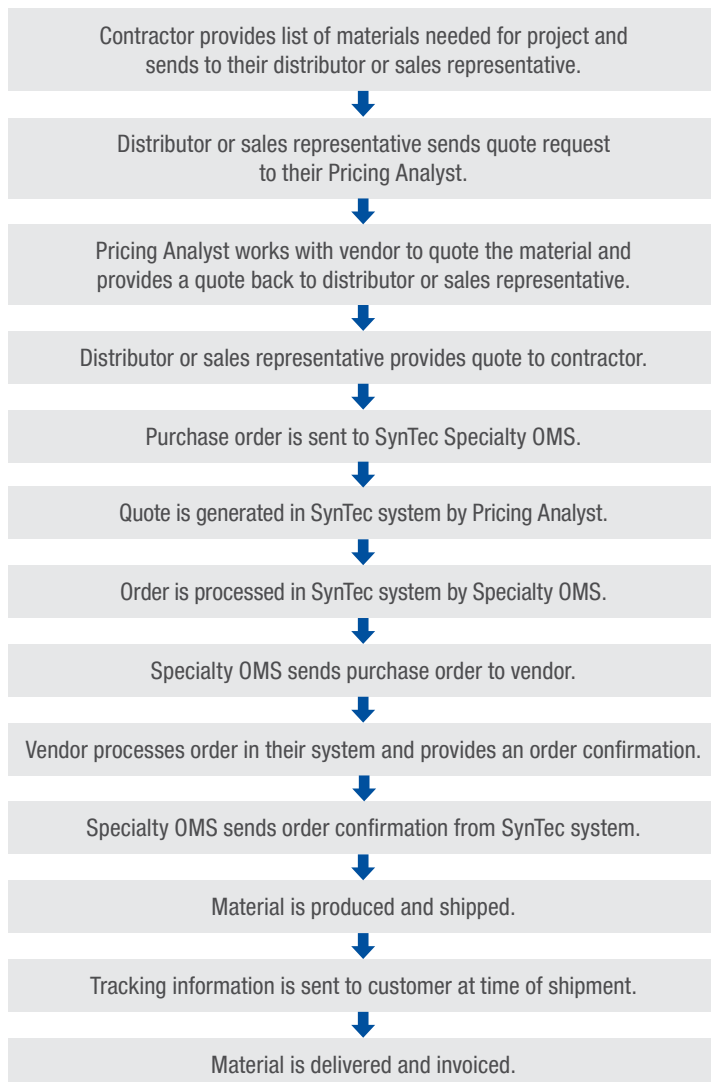 Contractor provides list of materials needed for project and
sends to their distributor or sales representative.
Distributor or sales representative sends quote request
to their Pricing Analyst.
Pricing Analyst works with vendor to quote the material and
provides a quote back to distributor or sales representative.
Distributor or sales representative provides quote to contractor.
Purchase order is sent to SynTec Specialty OMS.
Quote is generated in SynTec system by Pricing Analyst.
Order is processed in SynTec system by Specialty OMS.
Specialty OMS sends purchase order to vendor.
Vendor processes order in their system and provides an order confirmation.
Specialty OMS sends order confirmation from SynTec system.
Material is produced and shipped.
Tracking information is sent to customer at time of shipment.
Material is delivered and invoiced.